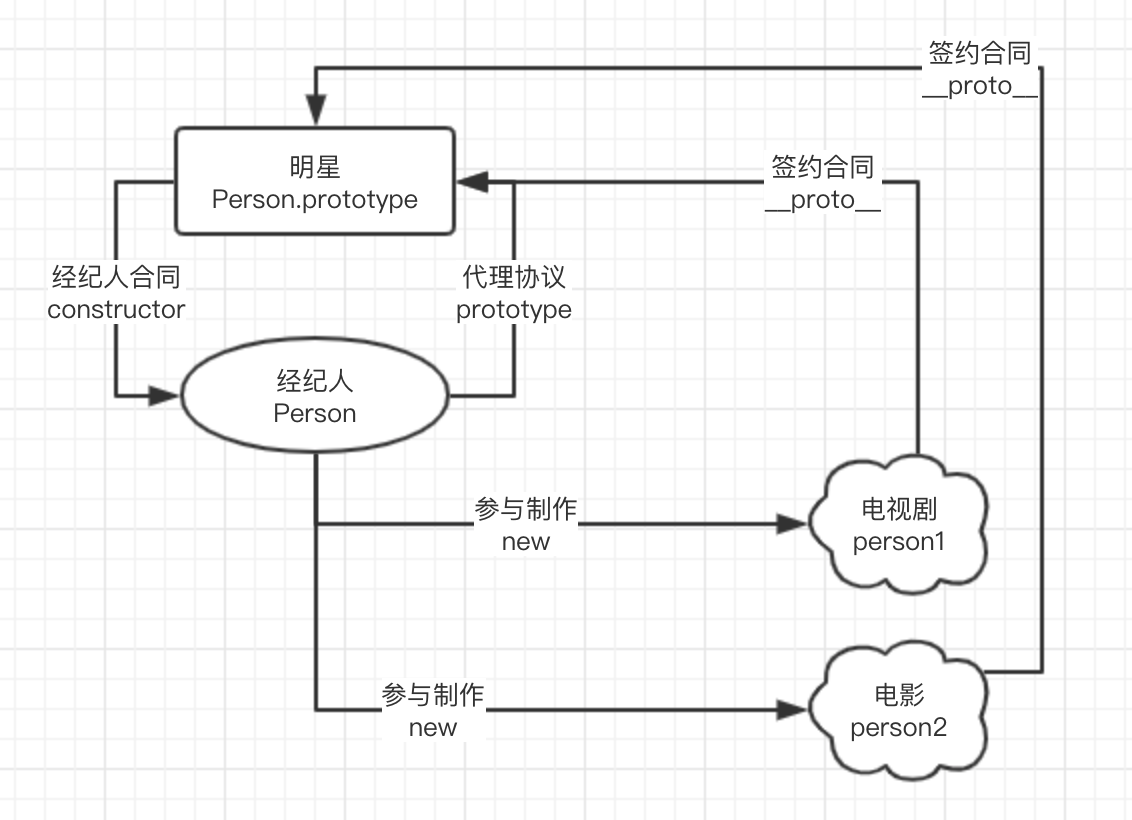 签约合同
__proto__
明星
Person.prototype
签约合同
__proto__
经纪人合同
constructor
代理协议
prototype
经纪人
Person
参与制作
new
电视剧
person1
参与制作
new
电影
person2